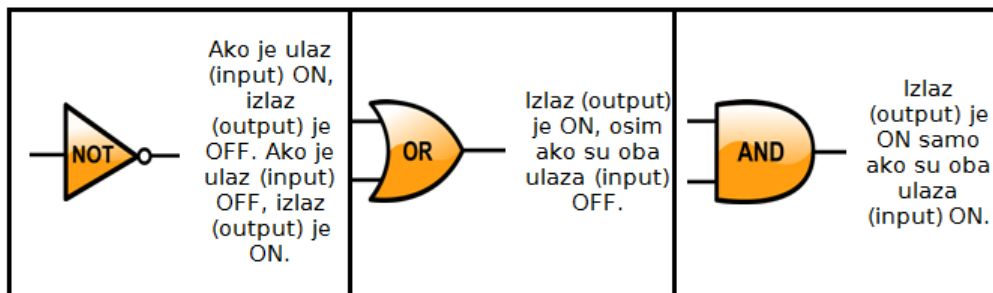 NOT
Ako je ulaz
(input) ON,
izlaz
(output) je
OFF. Ako je
ulaz (input)
OFF, izlaz
(output) je
ON.
OR
Izlaz (output)
je ON, osim
ako su oba
ulaza (input)
OFF.
AND
Izlaz
(output) je
ON samo
ako su oba
ulaza
(input) ON.